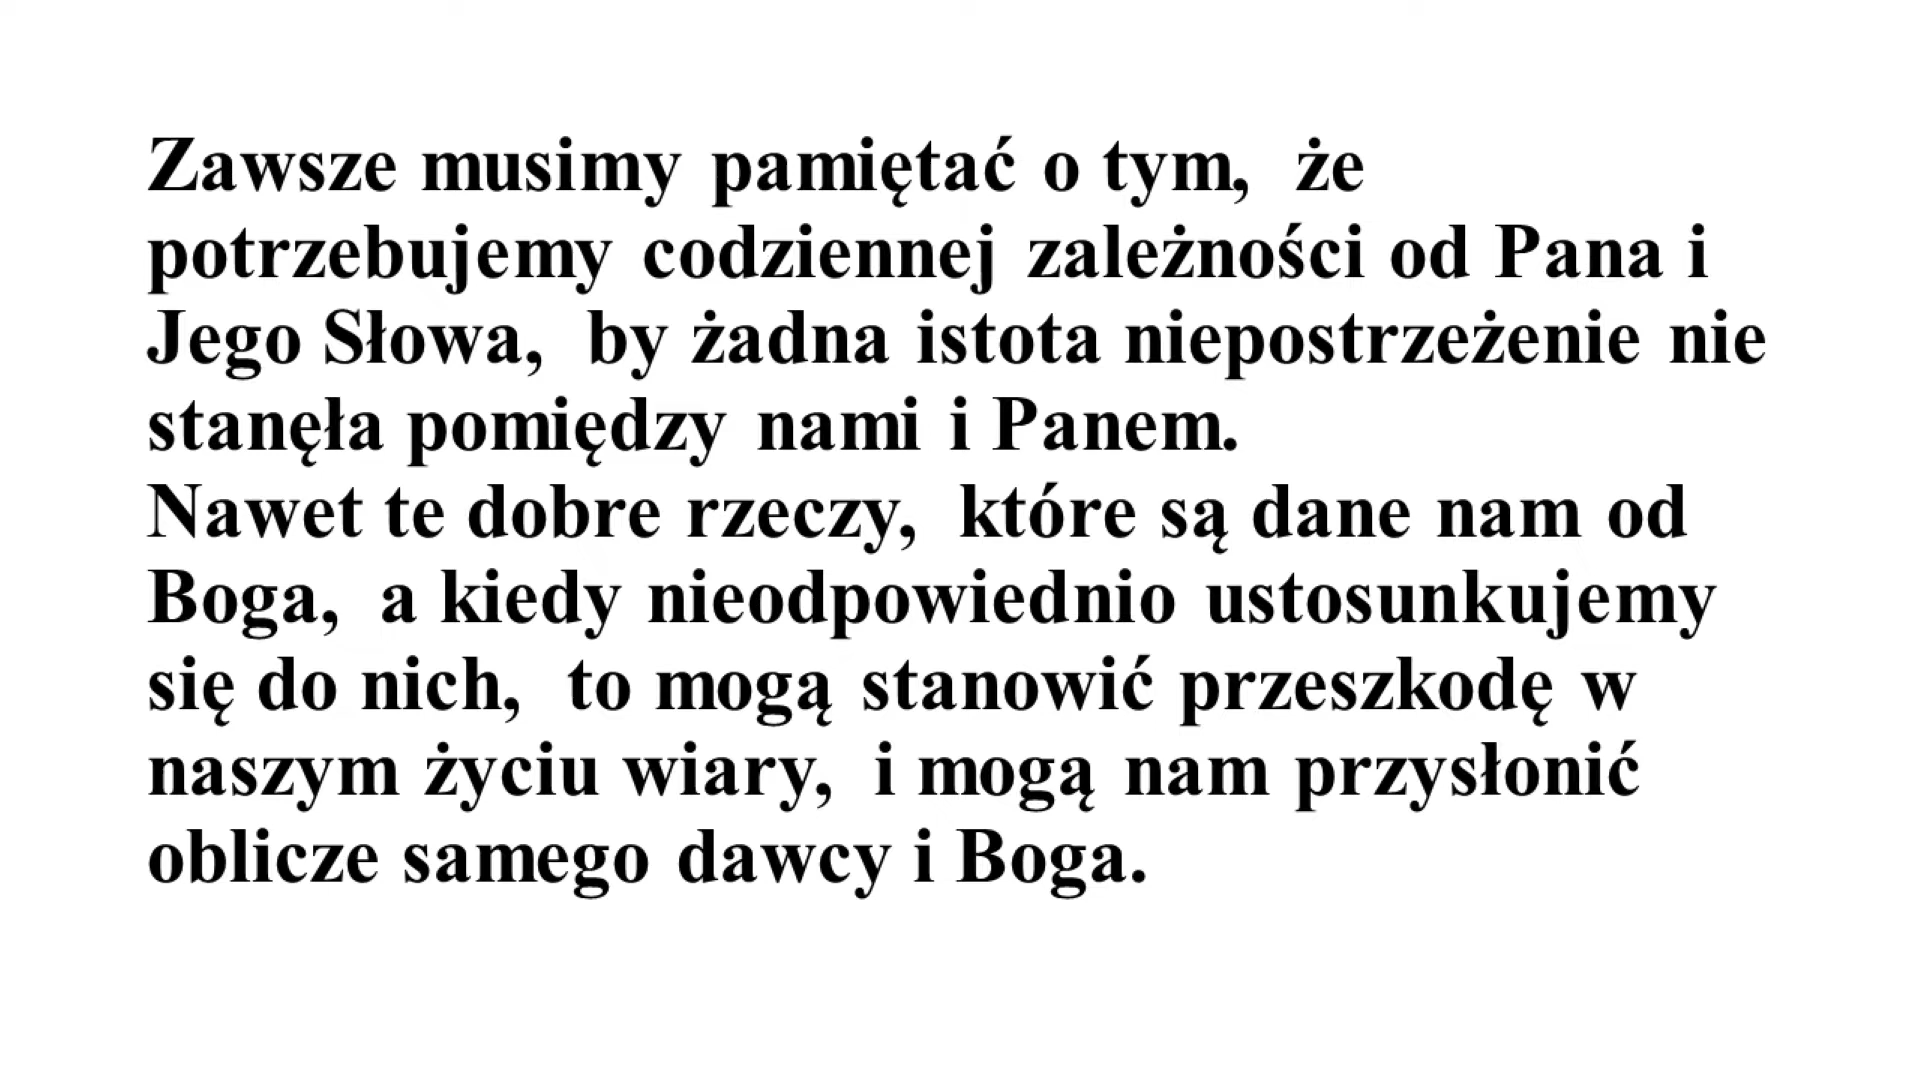 Zawsze musimy pamiętać o tym, że
potrzebujemy codziennej zależności od Pana i
Jego Słowa, by żadna istota niepostrzeżenie nie
stanęła pomiędzy nami i Panem.
Nawet te dobre rzeczy, które są dane nam od
Boga, a kiedy nieodpowiednio ustosunkujemy
się do nich, to mogą stanowić przeszkodę w
naszym życiu wiary, i mogą nam przysłonić
oblicze samego dawcy i Boga.